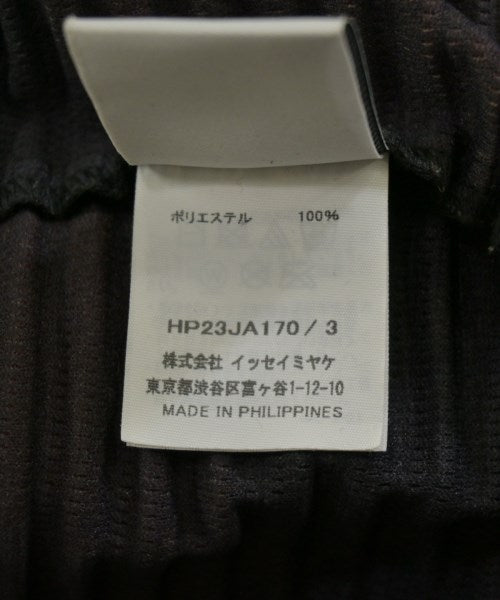 ポリエステル 100%
HP23JA170 / 3
株式会社 イッセイミヤケ
東京都渋谷区富ヶ谷1-12-10
MADE IN PHILIPPINES